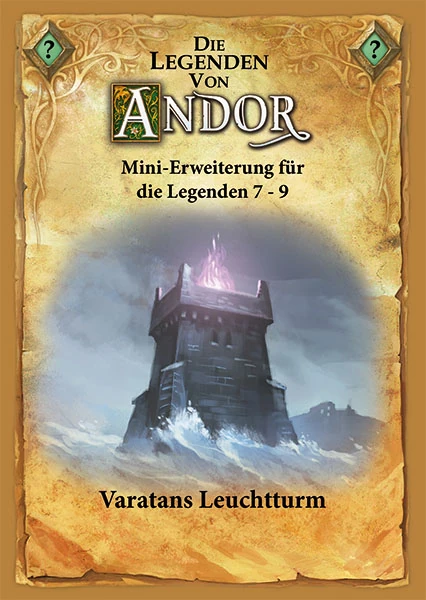 ? ?
DIE
LEGENDEN
VON
ANDOR
Mini-Erweiterung für
die Legenden 7 - 9
Varatans Leuchtturm